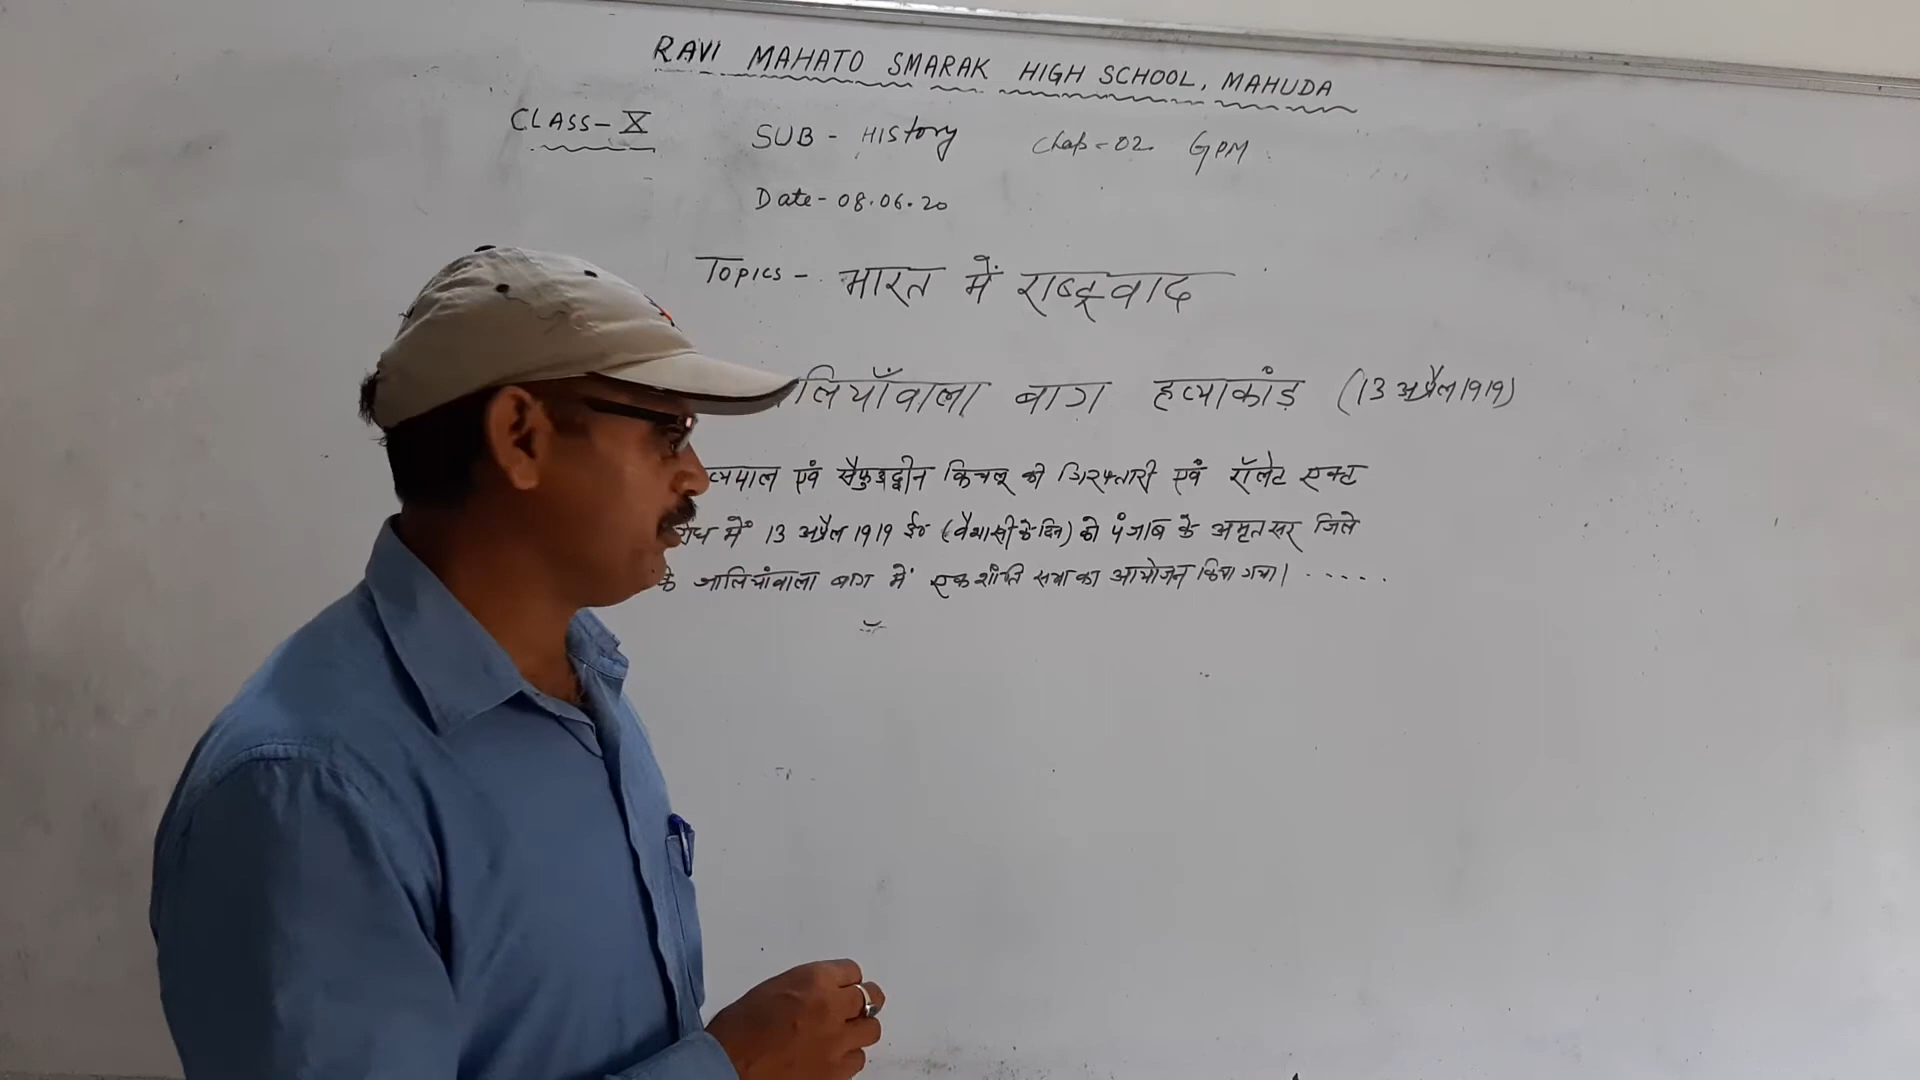 RAVI MAHATO SMARAK HIGH SCHOOL, MAHUDA
CLASS-X SUB - HIStory Chap-02 GPM
Date-08.06.20
TOPICS - भारत में राष्ट्रवाद
लियाँवाला बाग हत्याकांड़ (13 अप्रैल 1919)
एवं सैफुद्दीन किचलू की गिरफ्तारी एवं रॉलेट एक्ट
में 13 अप्रैल 1919 ई० (वैशाखी के दिन) को पंजाब के अमृतसर जिले
के जालियांवाला बाग में एक शांति सभा का आयोजन किया गया। .....